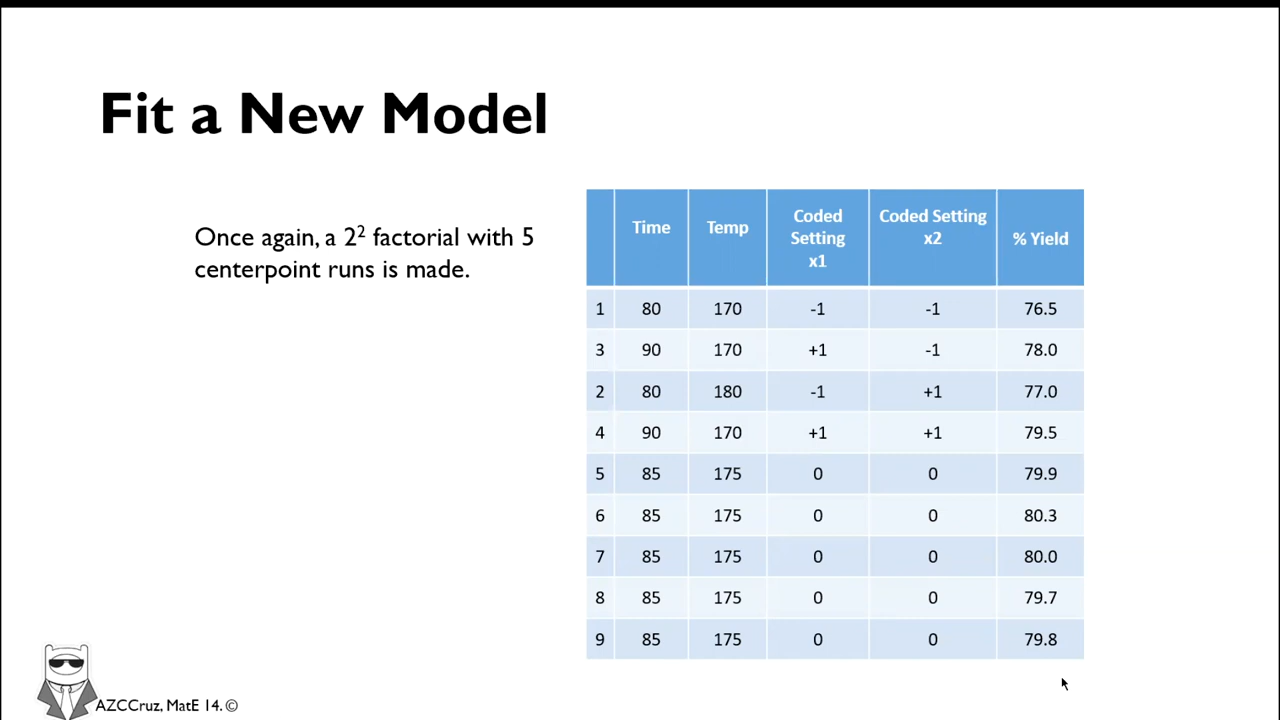 Fit a New Model
Once again, a 2² factorial with 5
centerpoint runs is made.
Time Temp Coded Setting x1 Coded Setting x2 % Yield
1 80 170 -1 -1 76.5
3 90 170 +1 -1 78.0
2 80 180 -1 +1 77.0
4 90 170 +1 +1 79.5
5 85 175 0 0 79.9
6 85 175 0 0 80.3
7 85 175 0 0 80.0
8 85 175 0 0 79.7
9 85 175 0 0 79.8
AZCCruz, MatE 14. ©